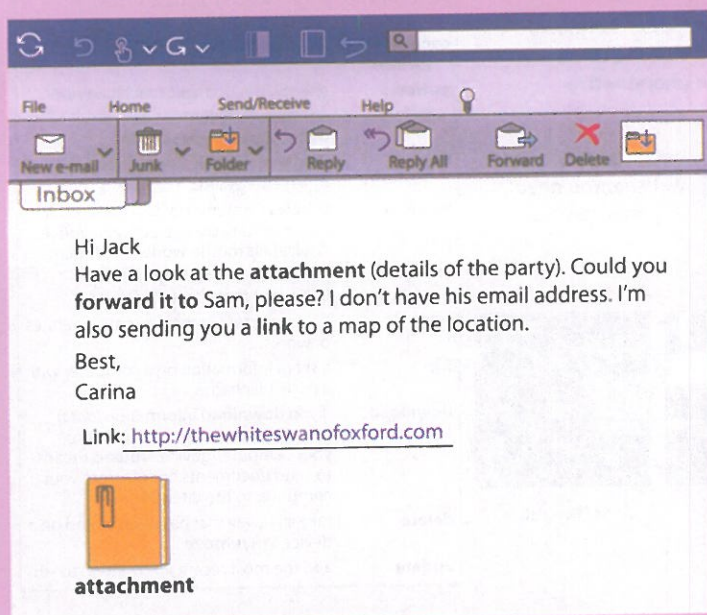 File Home Send/Receive Help
New e-mail Junk Folder Reply Reply All Forward Delete
Inbox
Hi Jack
Have a look at the attachment (details of the party). Could you
forward it to Sam, please? I don't have his email address. I'm
also sending you a link to a map of the location.
Best,
Carina
Link: http://thewhiteswanofoxford.com
attachment